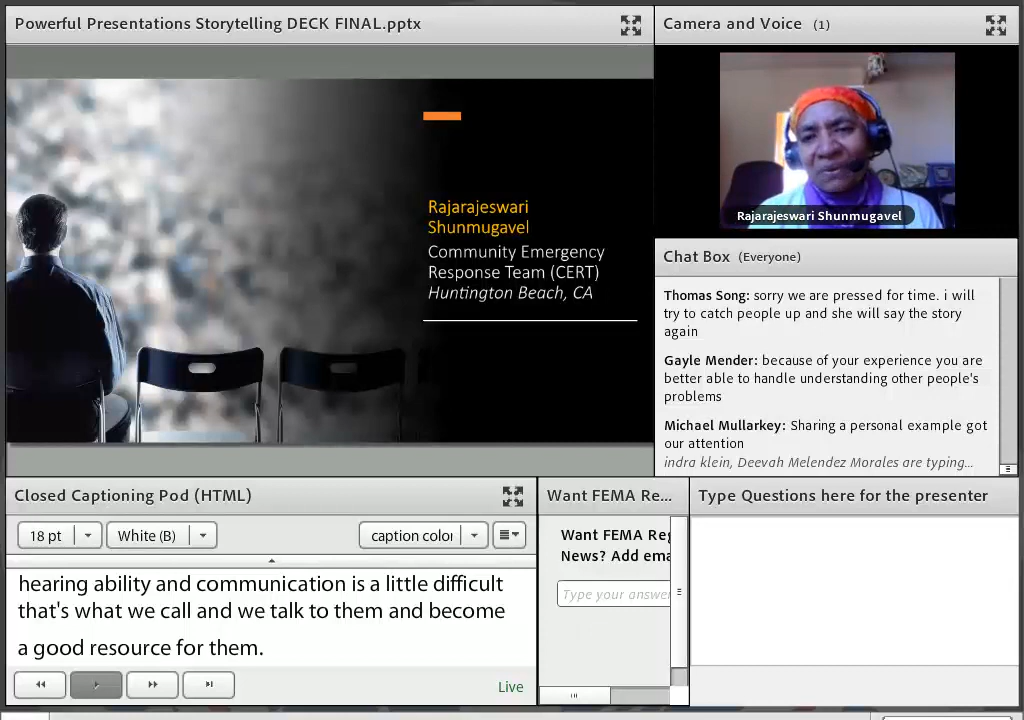 Powerful Presentations Storytelling DECK FINAL.pptx
Rajarajeswari
Shunmugavel
Community Emergency
Response Team (CERT)
Huntington Beach, CA
Camera and Voice (1)
Rajarajeswari Shunmugavel
Chat Box (Everyone)
Thomas Song: sorry we are pressed for time. i will
try to catch people up and she will say the story
again
Gayle Mender: because of your experience you are
better able to handle understanding other people's
problems
Michael Mullarkey: Sharing a personal example got
our attention
indra klein, Deevah Melendez Morales are typing...
Closed Captioning Pod (HTML)
18 pt
White (B)
caption color
hearing ability and communication is a little difficult
that's what we call and we talk to them and become
a good resource for them.
Live
Want FEMA Re...
Want FEMA Reg
News? Add ema
Type your answer
Type Questions here for the presenter